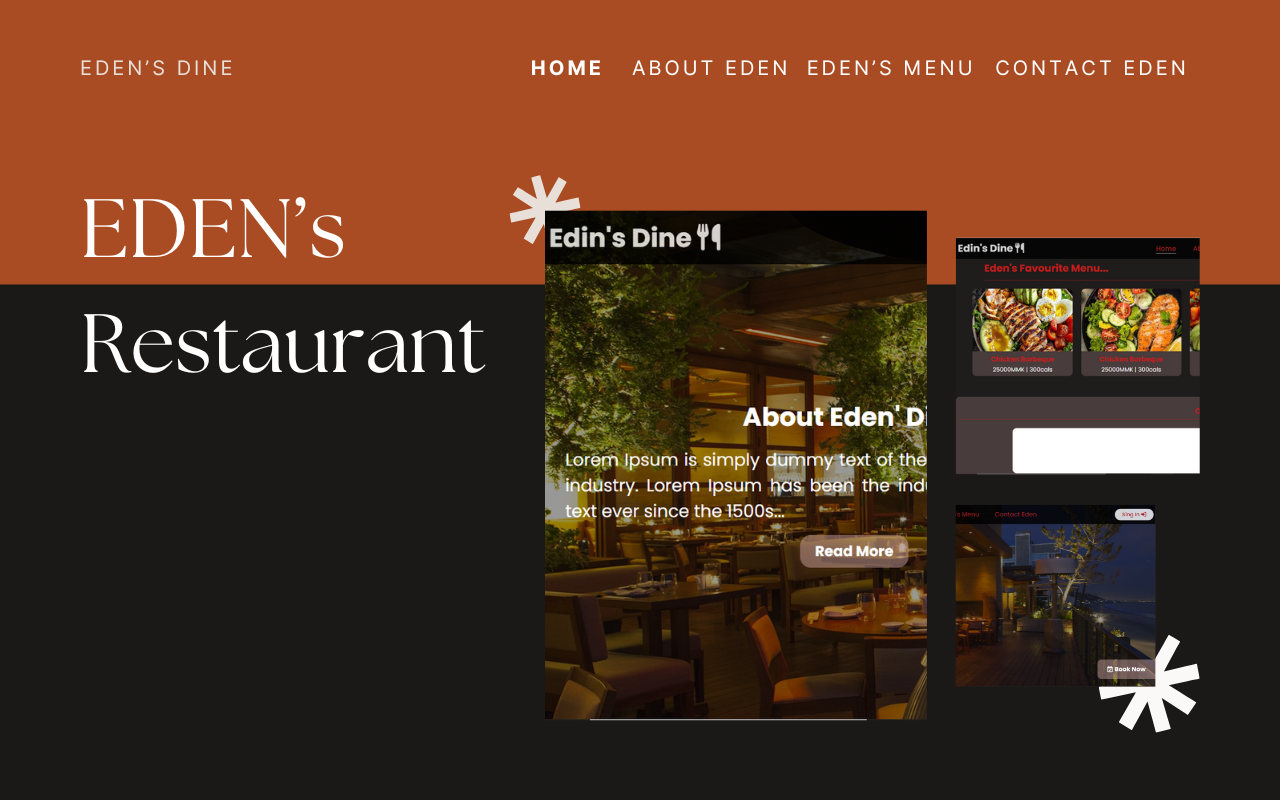 EDEN’S DINE
HOME ABOUT EDEN EDEN’S MENU CONTACT EDEN
EDEN’s
Restaurant
Edin's Dine
About Eden' Di
Lorem Ipsum is simply dummy text of the
industry. Lorem Ipsum has been the indu
text ever since the 1500s...
Read More
Edin's Dine
Home Ab
Eden's Favourite Menu...
Chicken Barbeque
25000MMK | 300cals
Chicken Barbeque
25000MMK | 300cals
's Menu Contact Eden
Sing In
Book Now